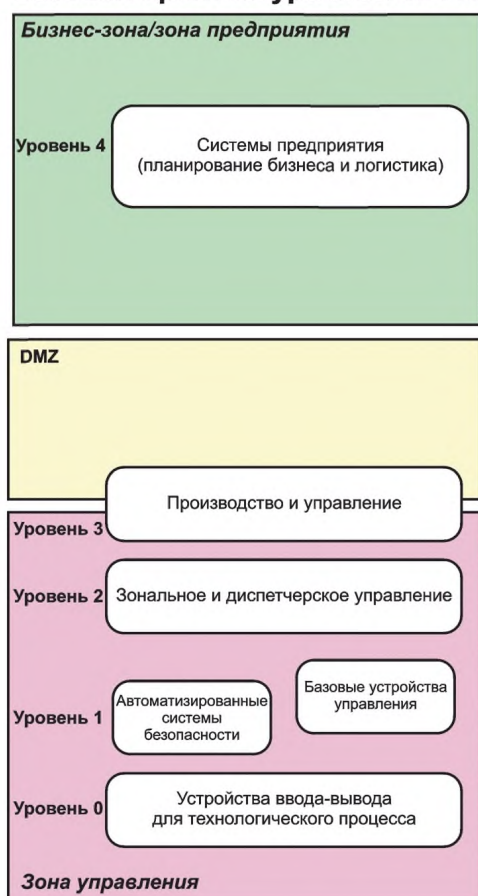 Бизнес-зона/зона предприятия
Уровень 4
Системы предприятия
(планирование бизнеса и логистика)
DMZ
Производство и управление
Уровень 3
Уровень 2
Зональное и диспетчерское управление
Уровень 1
Автоматизированные
системы
безопасности
Базовые устройства
управления
Уровень 0
Устройства ввода-вывода
для технологического процесса
Зона управления